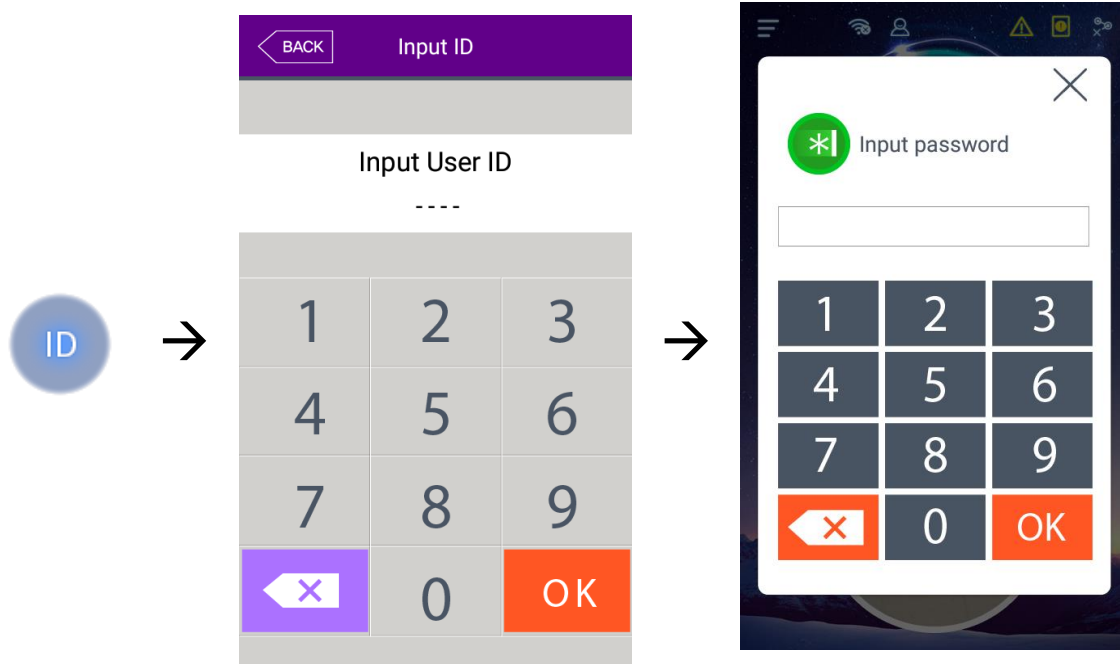 ID
→
BACK Input ID
Input User ID
----
1 2 3
4 5 6
7 8 9
0 OK
→
Input password
1 2 3
4 5 6
7 8 9
0 OK